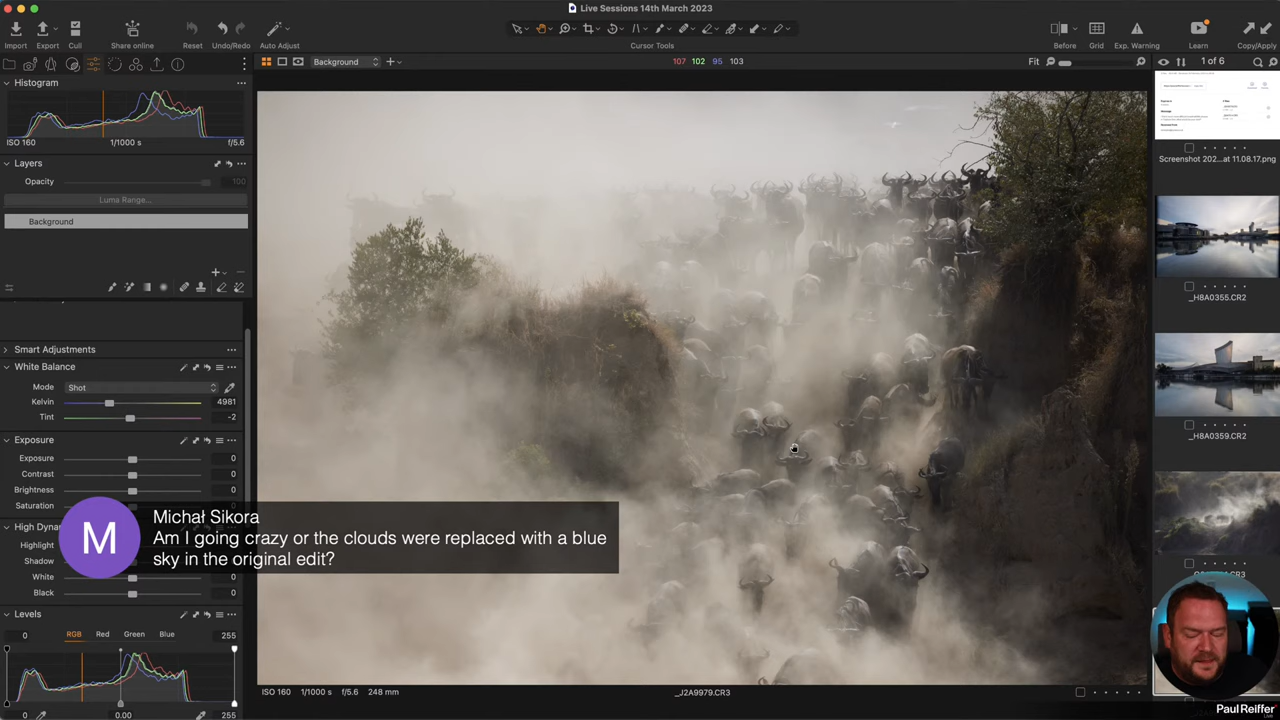 Live Sessions 14th March 2023
Import
Export
Cull
Share online
Reset
Undo/Redo
Auto Adjust
Cursor Tools
Before
Grid
Exp. Warning
Learn
Copy/Apply
Background
107 102 95 103
Fit
1 of 6
Histogram
ISO 160
1/1000 s
f/5.6
Layers
Opacity
100
Luma Range...
Background
Smart Adjustments
White Balance
Mode
Shot
Kelvin
4981
Tint
-2
Exposure
Exposure
0
Contrast
0
Brightness
0
Saturation
High Dynam
Highlight
Shadow
White
0
Black
0
Levels
0
RGB
Red
Green
Blue
255
0
0.00
255
M
Michał Sikora
Am I going crazy or the clouds were replaced with a blue
sky in the original edit?
ISO 160
1/1000 s
f/5.6
248 mm
_J2A9979.CR3
Screenshot 202...at 11.08.17.png
_H8A0355.CR2
_H8A0359.CR2
Paul Reiffer
Live